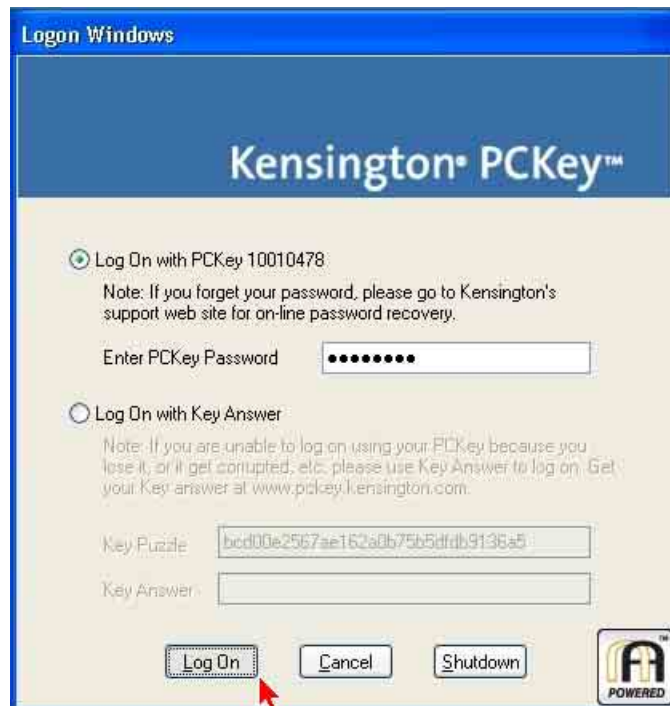 Logon Windows
Kensington® PCKey™
Log On with PCKey 10010478
Note: If you forget your password, please go to Kensington's
support web site for on-line password recovery.
Enter PCKey Password ••••••••
Log On with Key Answer
Note: If you are unable to log on using your PCKey because you
lose it, or it get corrupted, etc. please use Key Answer to log on. Get
your Key answer at www.pckey.kensington.com.
Key Puzzle bcd00e2567ae162a0b75b5dfdb9136a5
Key Answer
Log On Cancel Shutdown
POWERED